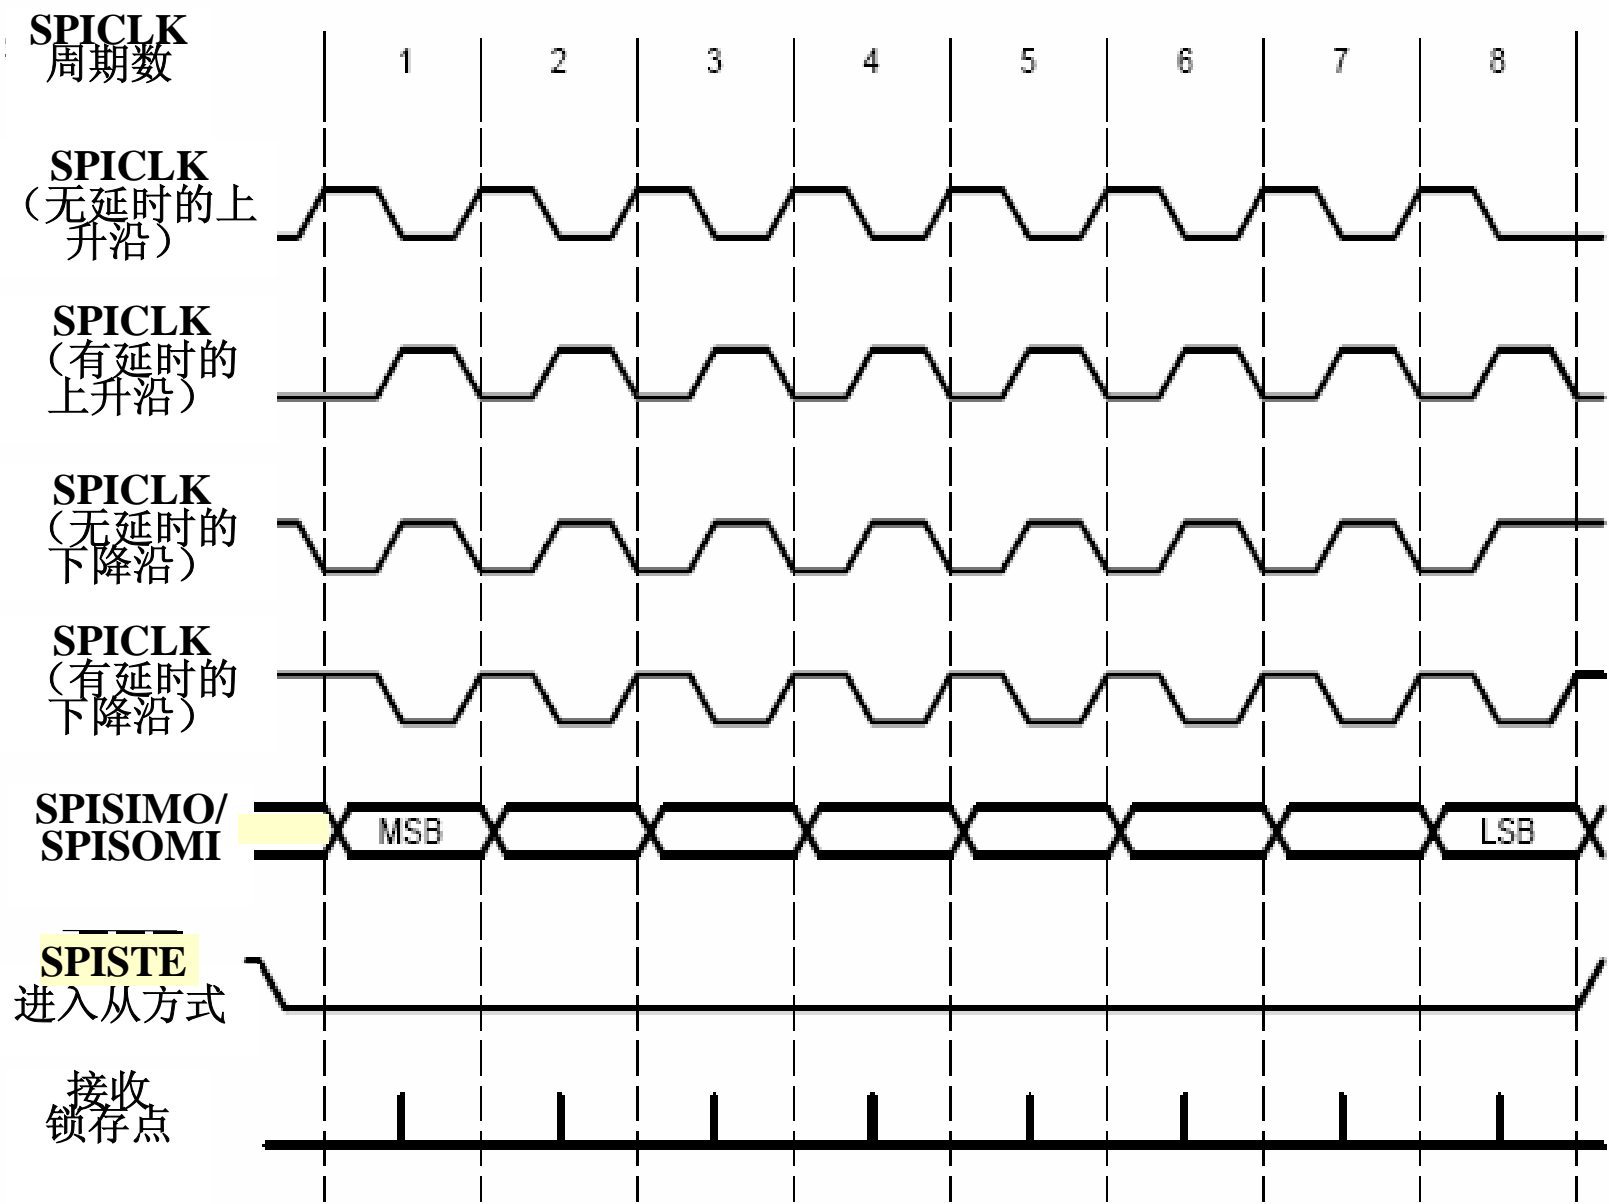 SPICLK
周期数
1 2 3 4 5 6 7 8
SPICLK
（无延时的上
升沿）
SPICLK
（有延时的
上升沿）
SPICLK
（无延时的
下降沿）
SPICLK
（有延时的
下降沿）
SPISIMO/
SPISOMI
MSB
LSB
SPISTE
进入从方式
接收
锁存点